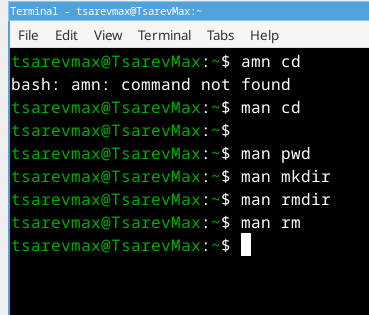 Terminal - tsarevmax@TsarevMax:~
File Edit View Terminal Tabs Help
tsarevmax@TsarevMax:~$ amn cd
bash: amn: command not found
tsarevmax@TsarevMax:~$ man cd
tsarevmax@TsarevMax:~$
tsarevmax@TsarevMax:~$ man pwd
tsarevmax@TsarevMax:~$ man mkdir
tsarevmax@TsarevMax:~$ man rmdir
tsarevmax@TsarevMax:~$ man rm
tsarevmax@TsarevMax:~$